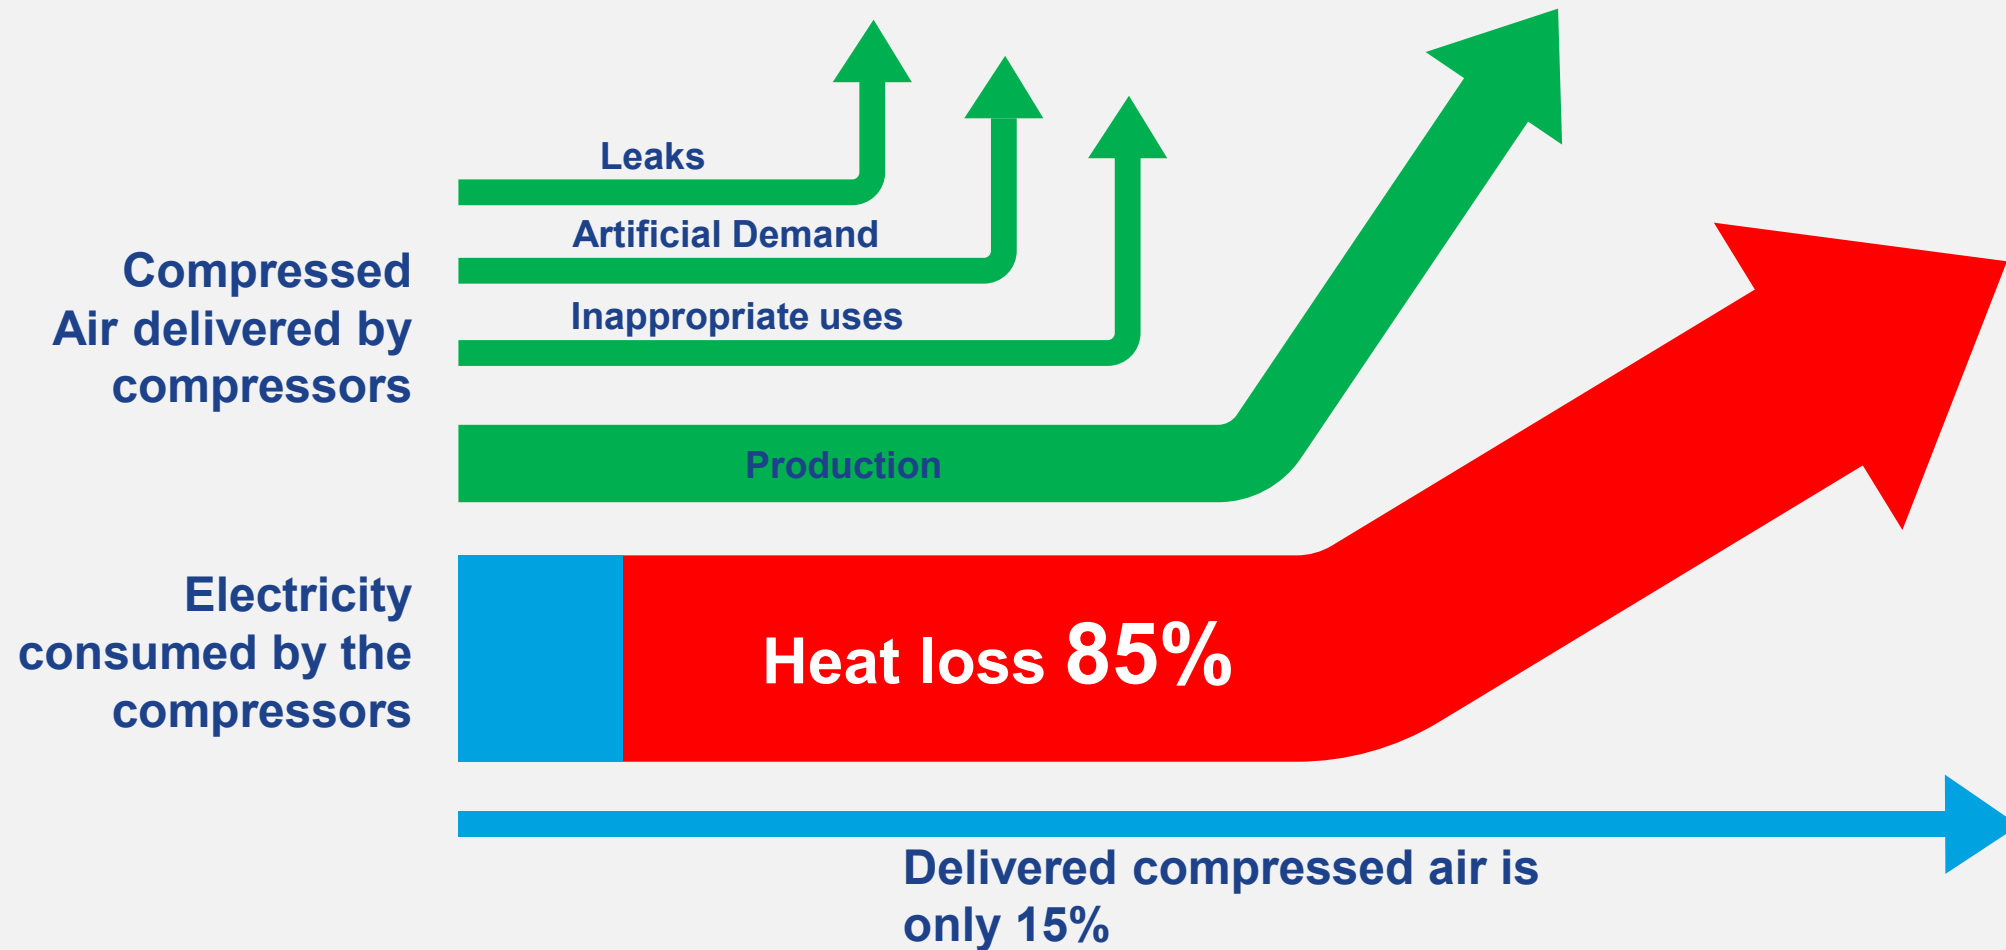 Leaks
Artificial Demand
Inappropriate uses
Compressed
Air delivered by
compressors
Production
Electricity
consumed by the
compressors
Heat loss 85%
Delivered compressed air is
only 15%